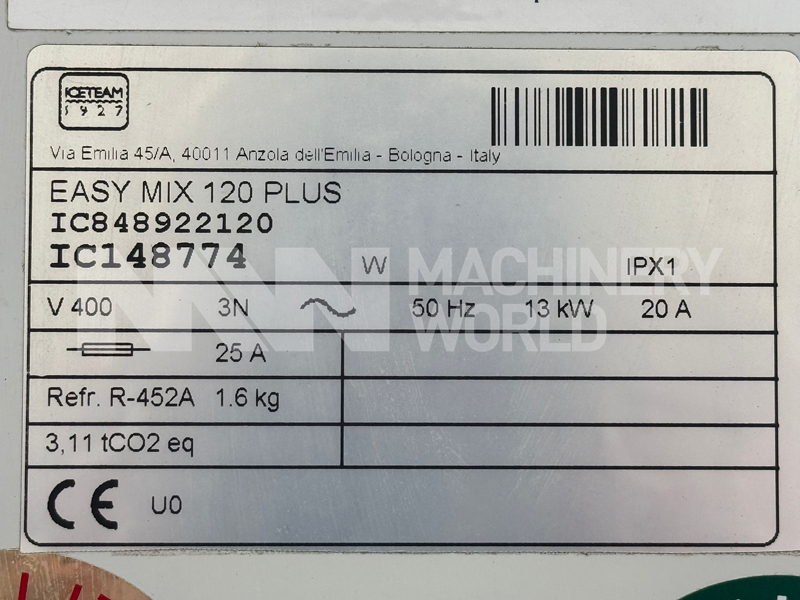 ICETEAM
1927
Via Emilia 45/A, 40011 Anzola dell'Emilia - Bologna - Italy
EASY MIX 120 PLUS
IC848922120
IC148774 W IPX1
MACHINERY
WORLD
V 400 3N 50 Hz 13 kW 20 A
25 A
Refr. R-452A 1.6 kg
3,11 tCO2 eq
CE U0